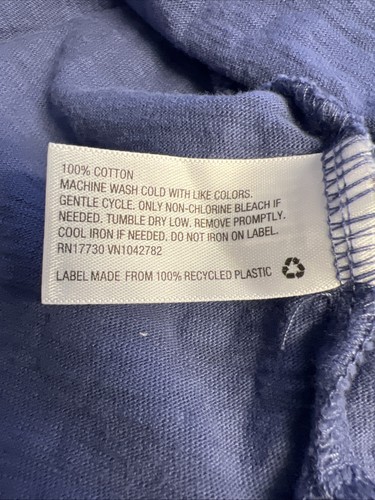 100% COTTON
MACHINE WASH COLD WITH LIKE COLORS.
GENTLE CYCLE. ONLY NON-CHLORINE BLEACH IF
NEEDED. TUMBLE DRY LOW. REMOVE PROMPTLY.
COOL IRON IF NEEDED. DO NOT IRON ON LABEL.
RN17730 VN1042782
LABEL MADE FROM 100% RECYCLED PLASTIC